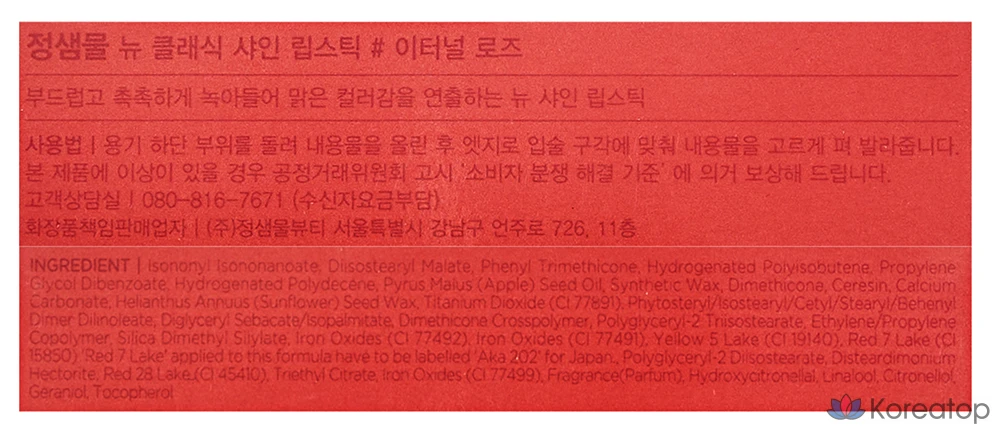 정샘물 뉴 클래식 샤인 립스틱 # 이터널 로즈
부드럽고 촉촉하게 녹아들어 맑은 컬러감을 연출하는 뉴 샤인 립스틱
사용법 | 용기 하단 부위를 돌려 내용물을 올린 후 엣지로 입술 구각에 맞춰 내용물을 고르게 펴 발라줍니다.
본 제품에 이상이 있을 경우 공정거래위원회 고시 '소비자 분쟁 해결 기준' 에 의거 보상해 드립니다.
고객상담실 | 080-816-7671 (수신자요금부담)
화장품책임판매업자 | (주)정샘물뷰티 서울특별시 강남구 언주로 726, 11층
INGREDIENT | Isononyl Isononanoate, Diisostearyl Malate, Phenyl Trimethicone, Hydrogenated Polyisobutene, Propylene
Glycol Dibenzoate, Hydrogenated Polydecene, Pyrus Malus (Apple) Seed Oil, Synthetic Wax, Dimethicone, Ceresin, Calcium
Carbonate, Helianthus Annuus (Sunflower) Seed Wax, Titanium Dioxide (CI 77891), Phytosteryl/Isostearyl/Cetyl/Stearyl/Behenyl
Dimer Dilinoleate, Diglyceryl Sebacate/Isopalmitate, Dimethicone Crosspolymer, Polyglyceryl-2 Triisostearate, Ethylene/Propylene
Copolymer, Silica Dimethyl Silylate, Iron Oxides (CI 77492), Iron Oxides (CI 77491), Yellow 5 Lake (CI 19140), Red 7 Lake (CI
15850) 'Red 7 Lake' applied to this formula have to be labelled 'Aka 202' for Japan., Polyglyceryl-2 Diisostearate, Disteardimonium
Hectorite, Red 28 Lake (CI 45410), Triethyl Citrate, Iron Oxides (CI 77499), Fragrance(Parfum), Hydroxycitronellal, Linalool, Citronellol,
Geraniol, Tocopherol
Koreatop